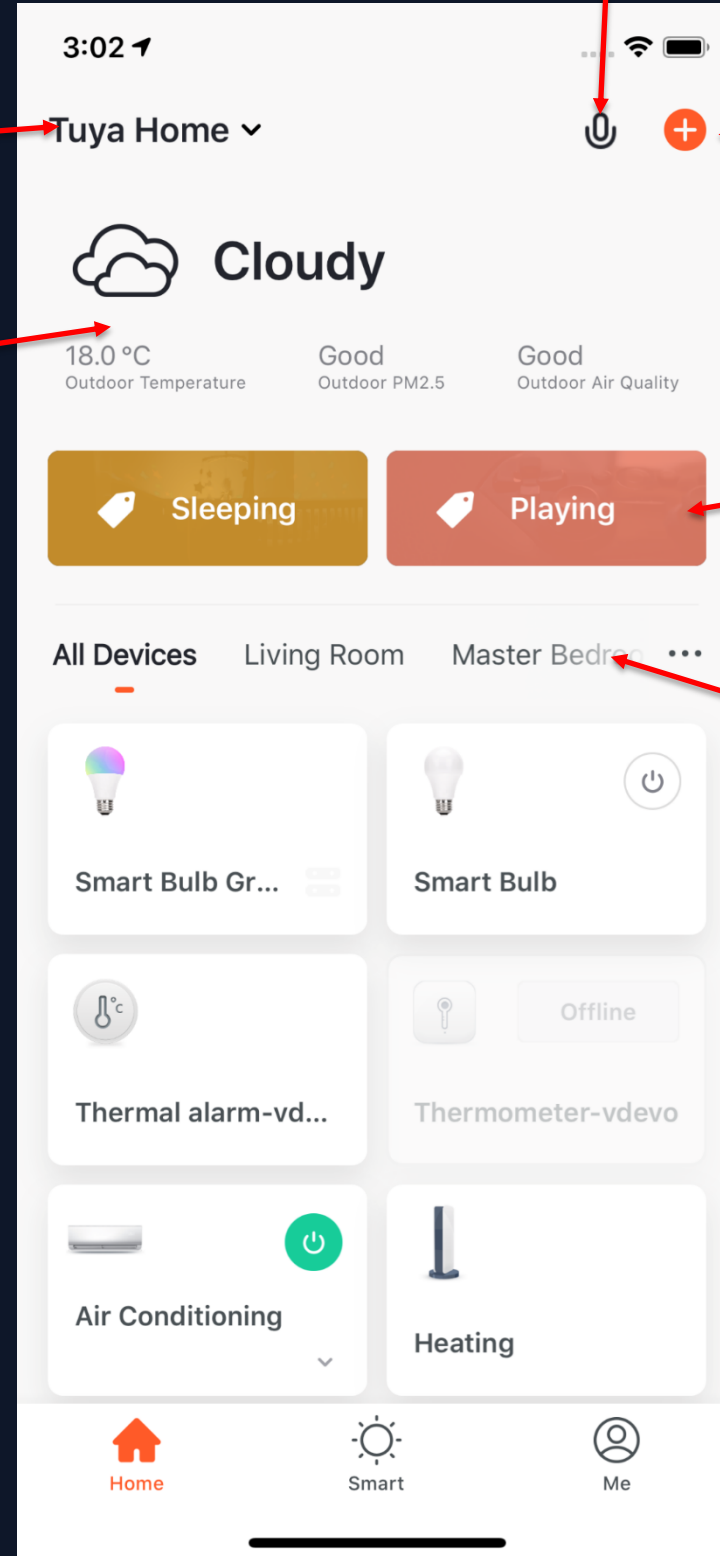 3:02
Tuya Home
Cloudy
18.0 °C Good Good
Outdoor Temperature Outdoor PM2.5 Outdoor Air Quality
Sleeping Playing
All Devices Living Room Master Bedroo
Smart Bulb Gr... Smart Bulb
°C Offline
Thermal alarm-vd... Thermometer-vdevo
Air Conditioning
Heating
Home Smart Me